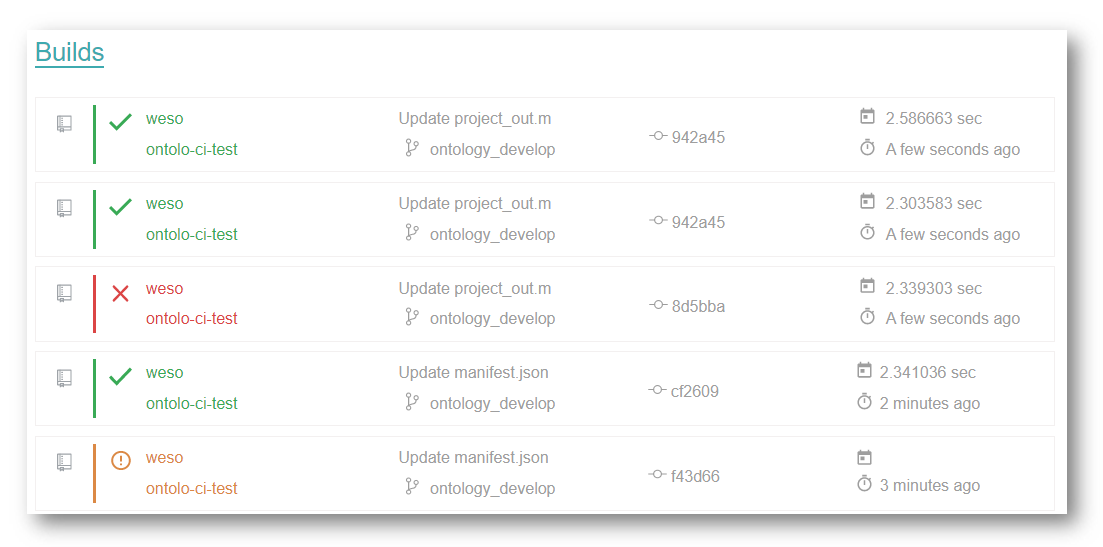 Builds
weso
ontolo-ci-test
Update project_out.m
ontology_develop
942a45
2.586663 sec
A few seconds ago
weso
ontolo-ci-test
Update project_out.m
ontology_develop
942a45
2.303583 sec
A few seconds ago
weso
ontolo-ci-test
Update project_out.m
ontology_develop
8d5bba
2.339303 sec
A few seconds ago
weso
ontolo-ci-test
Update manifest.json
ontology_develop
cf2609
2.341036 sec
2 minutes ago
weso
ontolo-ci-test
Update manifest.json
ontology_develop
f43d66
3 minutes ago